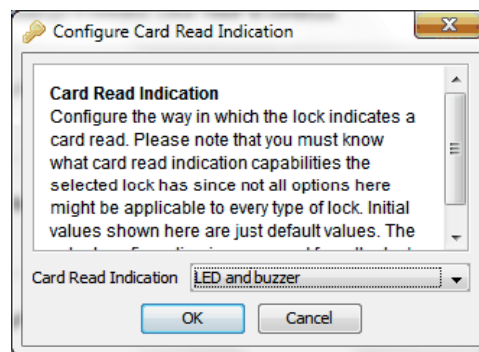 Configure Card Read Indication
Card Read Indication
Configure the way in which the lock indicates a
card read. Please note that you must know
what card read indication capabilities the
selected lock has since not all options here
might be applicable to every type of lock. Initial
values shown here are just default values. The
Card Read Indication LED and buzzer
OK Cancel